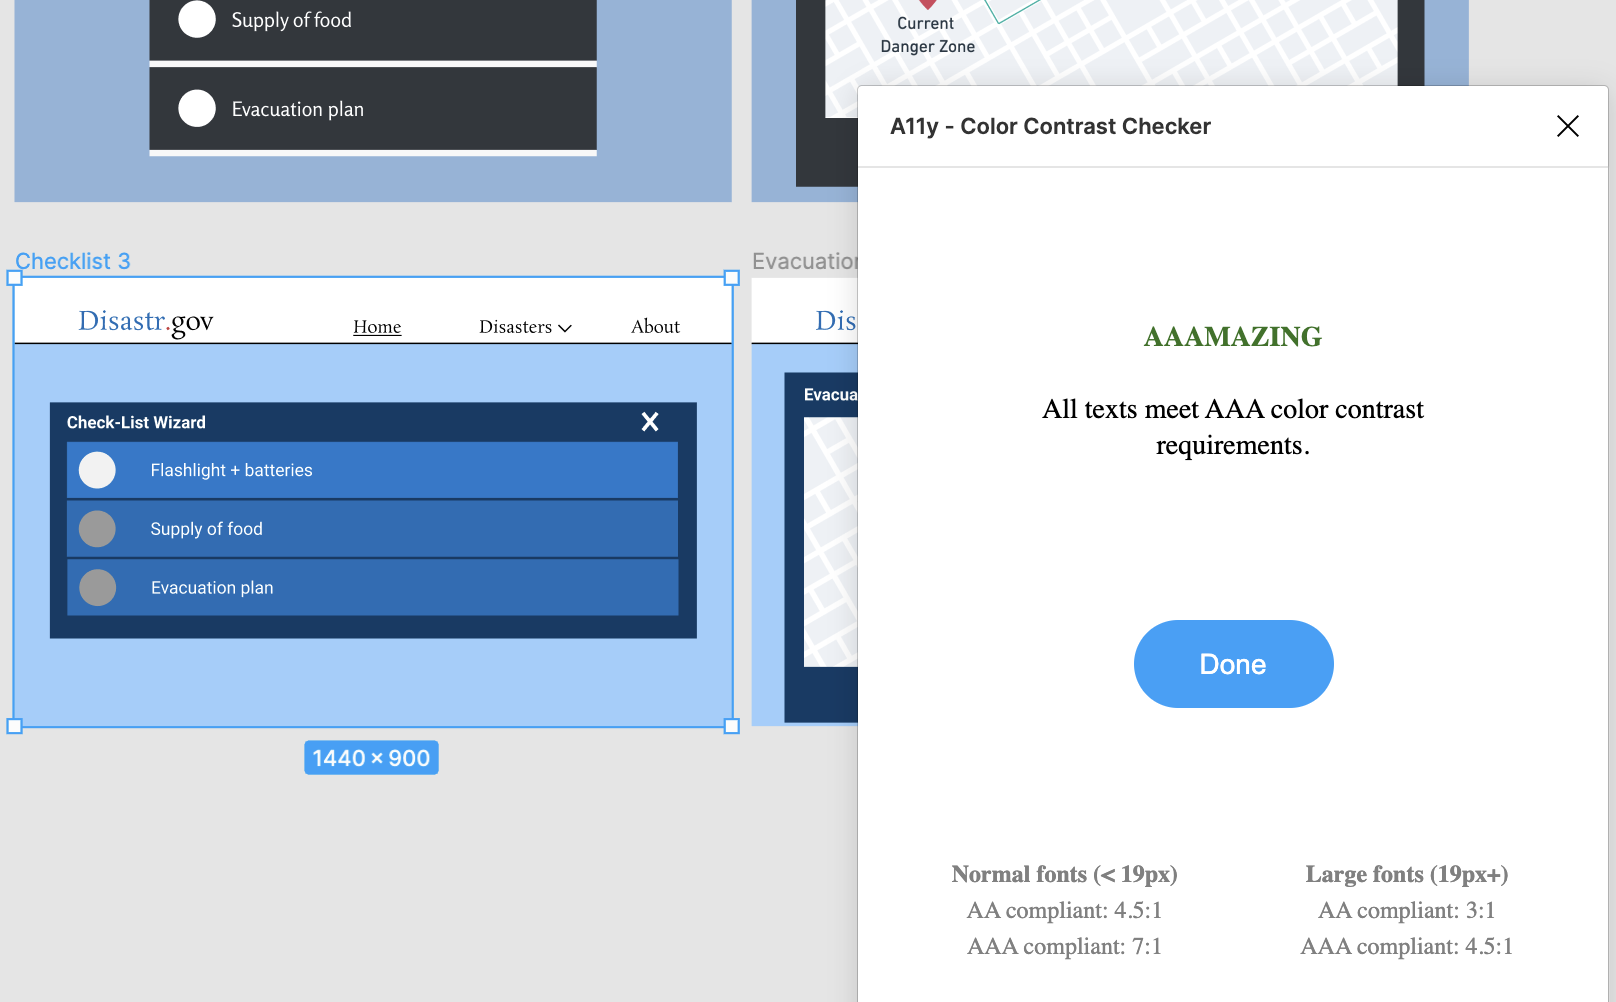 Supply of food
Evacuation plan
Current
Danger Zone
A11y - Color Contrast Checker
Checklist 3
Disastr.gov
Home
Disasters
About
Check-List Wizard
X
Flashlight + batteries
Supply of food
Evacuation plan
1440 × 900
Evacuation
Dis
Evacua
AAAMAZING
All texts meet AAA color contrast
requirements.
Done
Normal fonts (< 19px)
AA compliant: 4.5:1
AAA compliant: 7:1
Large fonts (19px+)
AA compliant: 3:1
AAA compliant: 4.5:1